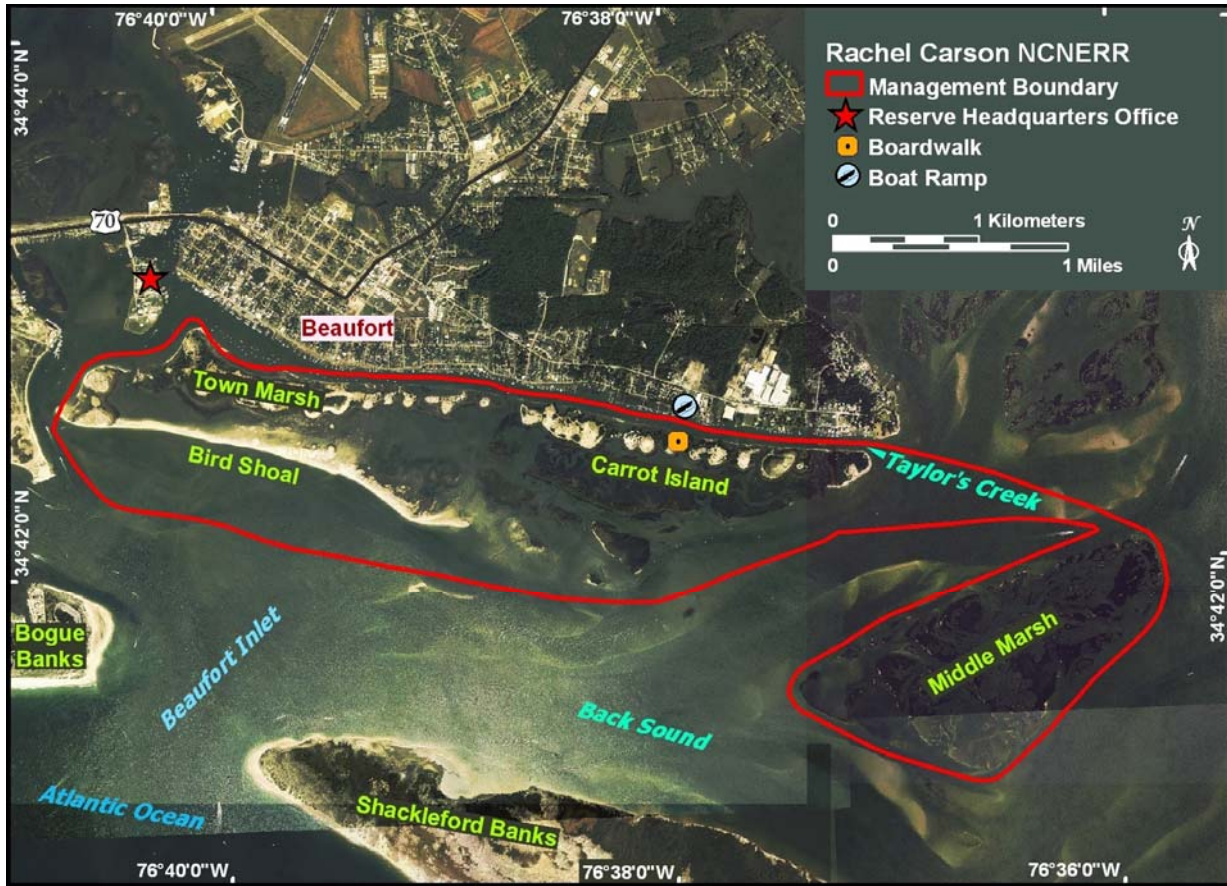 76°40'0"W
76°38'0"W
34°44'0"N
Rachel Carson NCNERR
Management Boundary
Reserve Headquarters Office
Boardwalk
Boat Ramp
0 1 Kilometers
0 1 Miles
N
70
Beaufort
Town Marsh
Bird Shoal
Carrot Island
Taylor's Creek
34°42'0"N
34°42'0"N
Bogue
Banks
Beaufort Inlet
Middle Marsh
Back Sound
Atlantic Ocean
Shackleford Banks
76°40'0"W
76°38'0"W
76°36'0"W